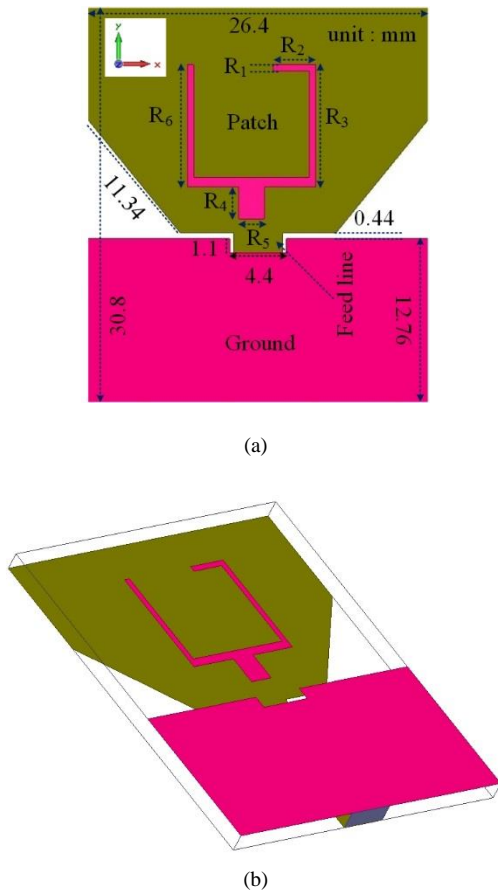 26.4
unit : mm
y
x
z
R2
R1
R6
Patch
R3
11.34
R4
R5
0.44
1.1
4.4
Feed line
30.8
12.76
Ground
(a)
(b)